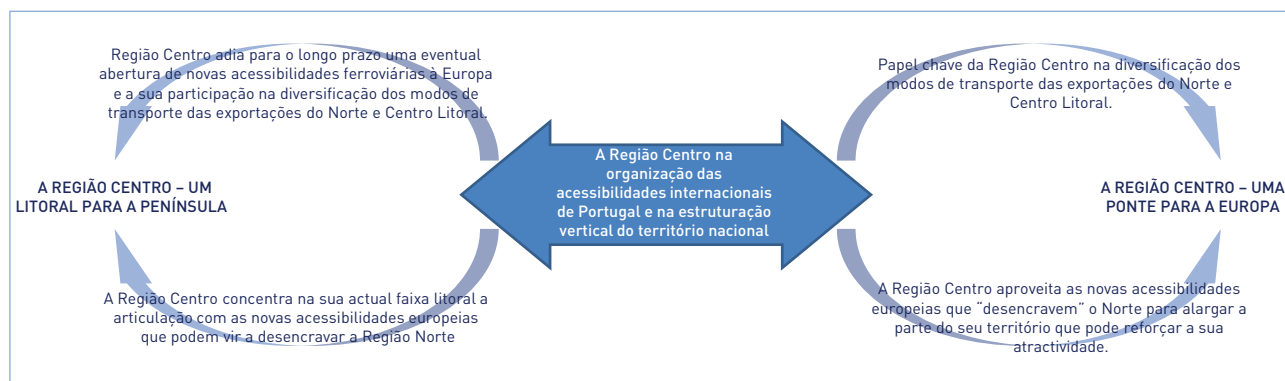 Região Centro adia para o longo prazo uma eventual
abertura de novas acessibilidades ferroviárias à Europa
e a sua participação na diversificação dos modos de
transporte das exportações do Norte e Centro Litoral.
A REGIÃO CENTRO – UM
LITORAL PARA A PENÍNSULA
A Região Centro concentra na sua actual faixa litoral a
articulação com as novas acessibilidades europeias
que podem vir a desencravar a Região Norte
A Região Centro na
organização das
acessibilidades internacionais
de Portugal e na estruturação
vertical do território nacional
Papel chave da Região Centro na diversificação dos
modos de transporte das exportações do Norte e
Centro Litoral.
A REGIÃO CENTRO – UMA
PONTE PARA A EUROPA
A Região Centro aproveita as novas acessibilidades
europeias que “desencravem” o Norte para alargar a
parte do seu território que pode reforçar a sua
atractividade.